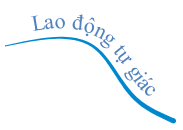 Lao động tự giác